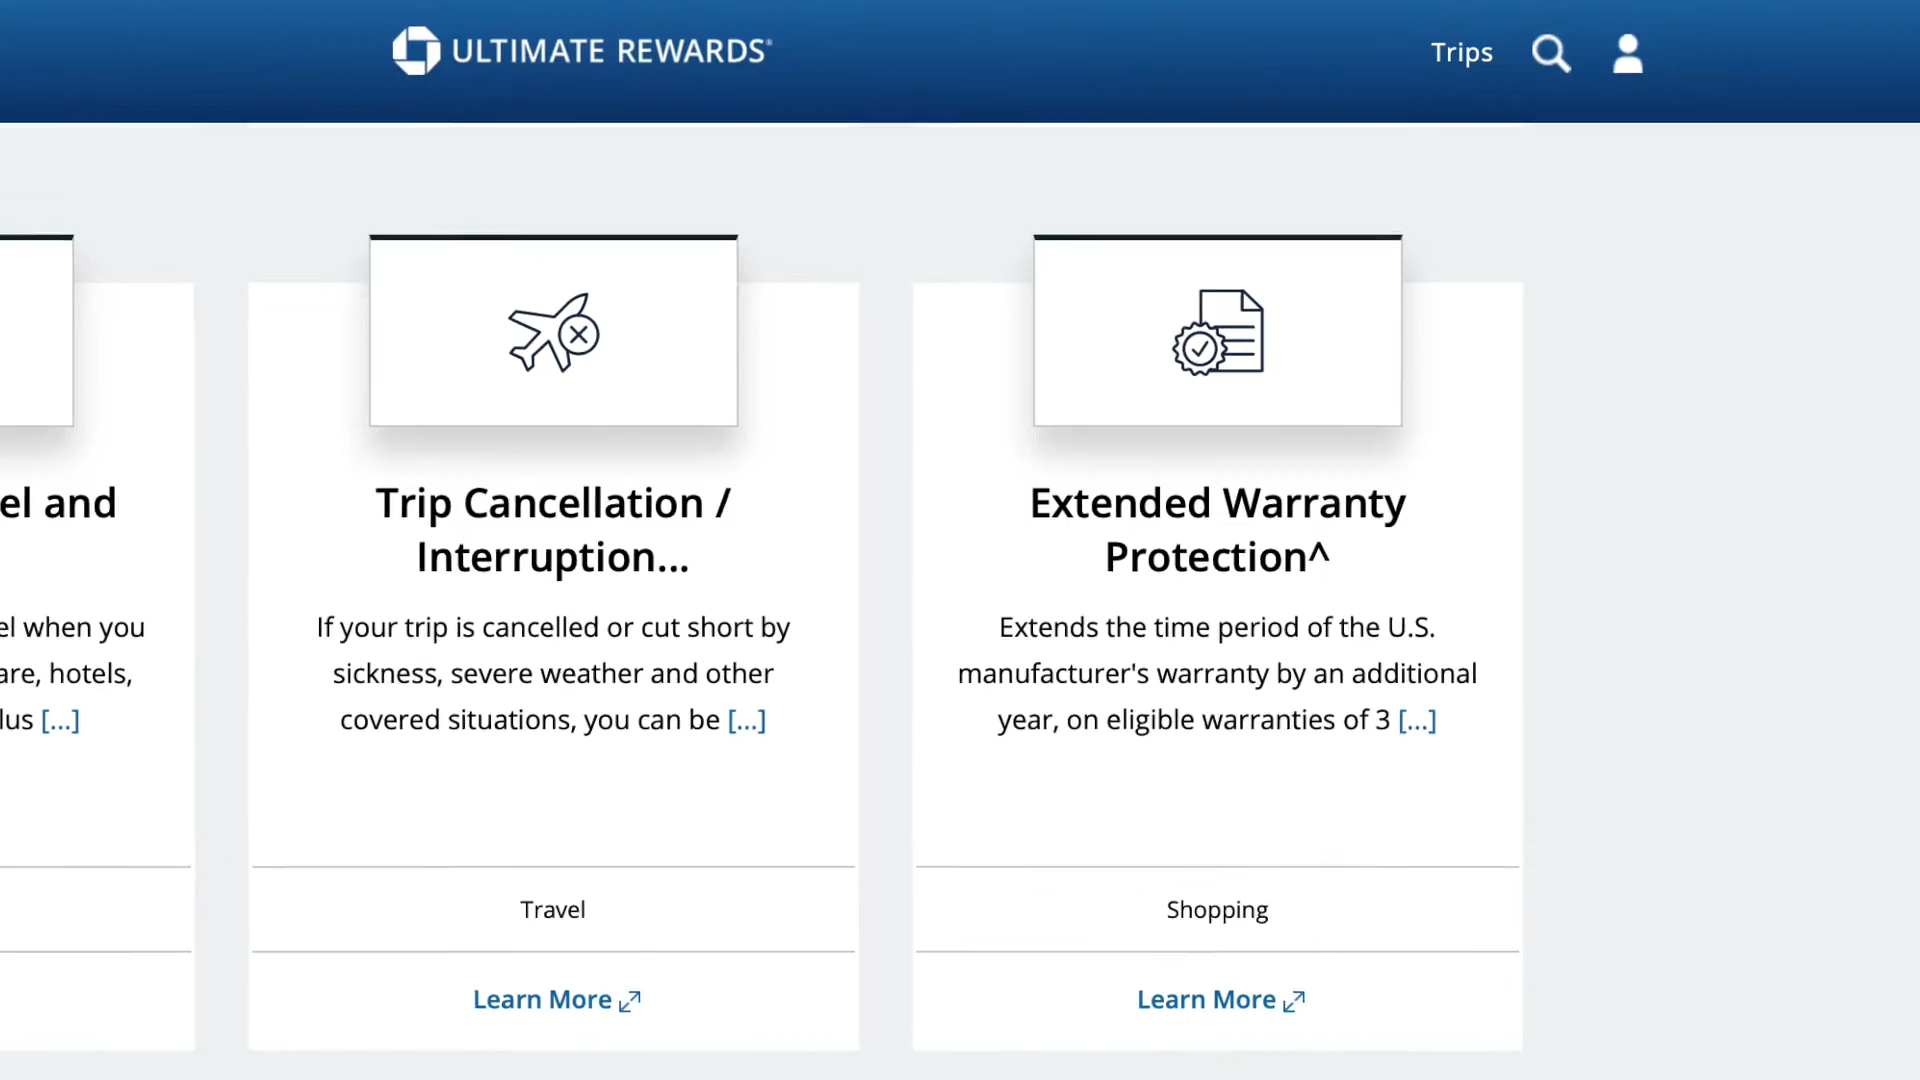 ULTIMATE REWARDS®
Trips
el and
el when you
are, hotels,
lus [...]
Trip Cancellation /
Interruption...
If your trip is cancelled or cut short by
sickness, severe weather and other
covered situations, you can be [...]
Travel
Learn More
Extended Warranty
Protection^
Extends the time period of the U.S.
manufacturer's warranty by an additional
year, on eligible warranties of 3 [...]
Shopping
Learn More